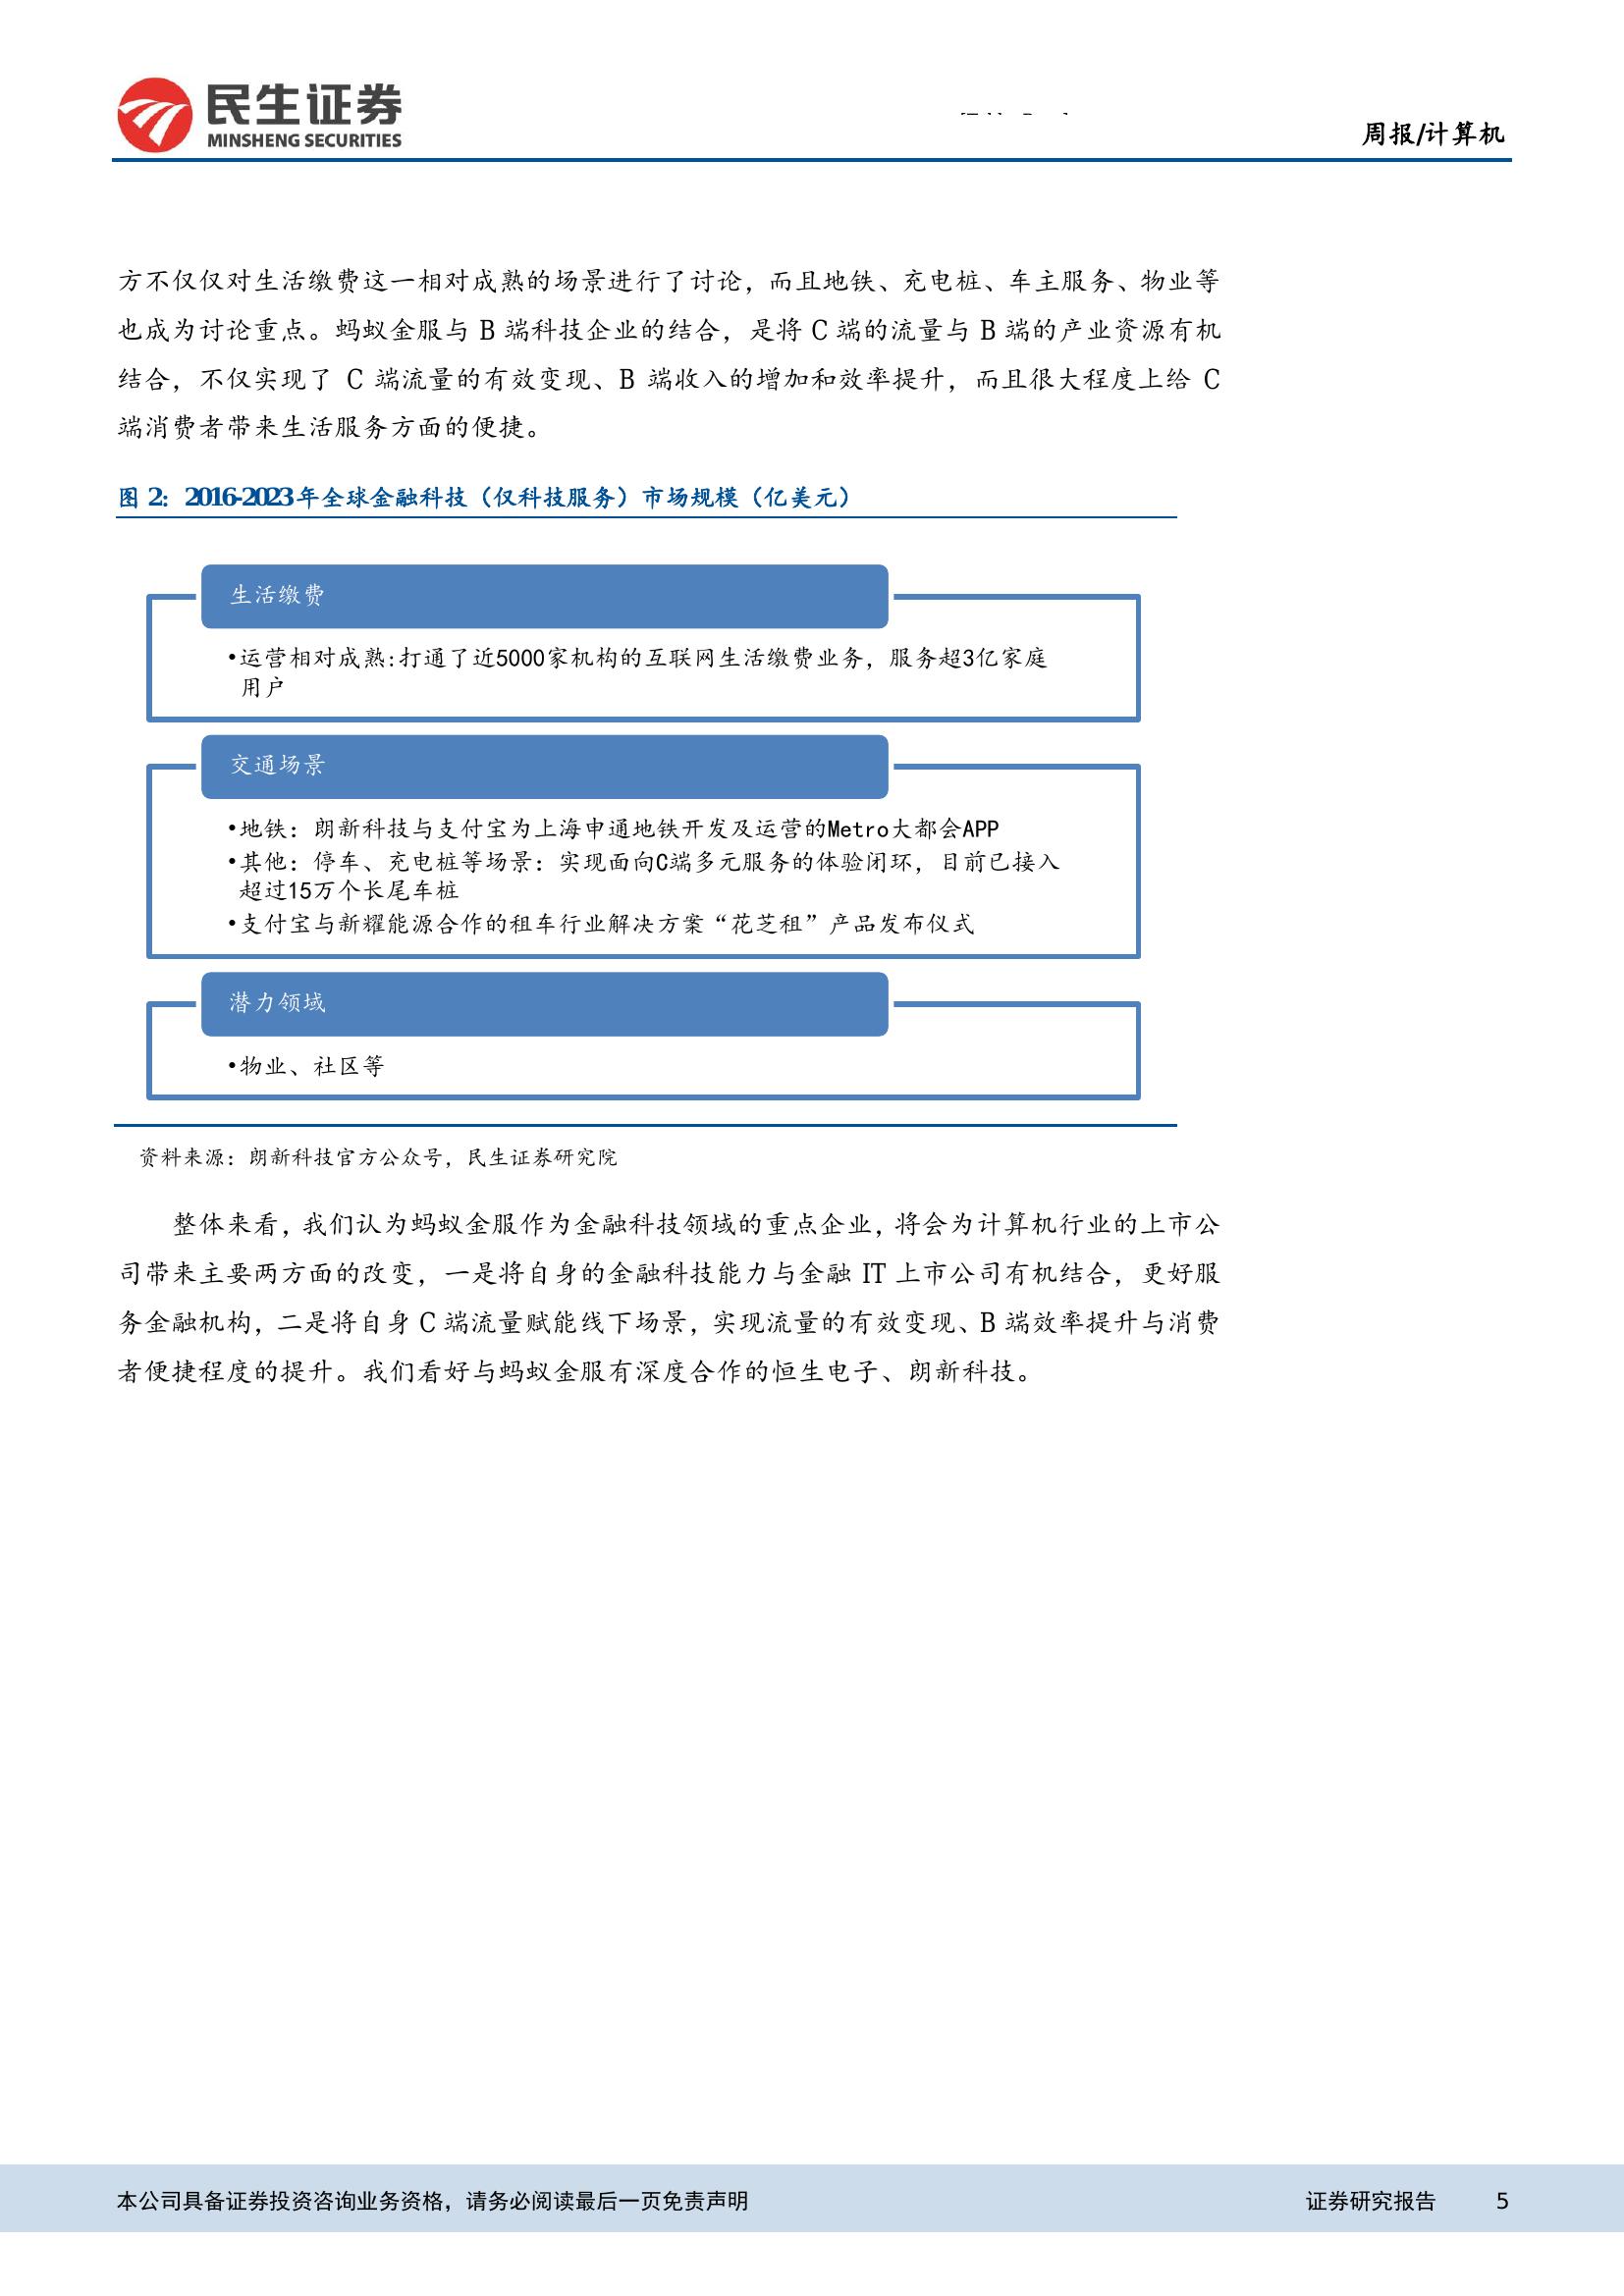 民生证券
MINSHENG SECURITIES
周报/计算机
方不仅仅对生活缴费这一相对成熟的场景进行了讨论，而且地铁、充电桩、车主服务、物业等
也成为讨论重点。蚂蚁金服与 B 端科技企业的结合，是将 C 端的流量与 B 端的产业资源有机
结合，不仅实现了 C 端流量的有效变现、B 端收入的增加和效率提升，而且很大程度上给 C
端消费者带来生活服务方面的便捷。
图 2：2016-2023 年全球金融科技（仅科技服务）市场规模（亿美元）
生活缴费
•运营相对成熟:打通了近5000家机构的互联网生活缴费业务，服务超3亿家庭
用户
交通场景
•地铁：朗新科技与支付宝为上海申通地铁开发及运营的Metro大都会APP
•其他：停车、充电桩等场景：实现面向C端多元服务的体验闭环，目前已接入
超过15万个长尾车桩
•支付宝与新耀能源合作的租车行业解决方案“花芝租”产品发布仪式
潜力领域
•物业、社区等
资料来源：朗新科技官方公众号，民生证券研究院
整体来看，我们认为蚂蚁金服作为金融科技领域的重点企业，将会为计算机行业的上市公
司带来主要两方面的改变，一是将自身的金融科技能力与金融 IT 上市公司有机结合，更好服
务金融机构，二是将自身 C 端流量赋能线下场景，实现流量的有效变现、B 端效率提升与消费
者便捷程度的提升。我们看好与蚂蚁金服有深度合作的恒生电子、朗新科技。
本公司具备证券投资咨询业务资格，请务必阅读最后一页免责声明
证券研究报告 5